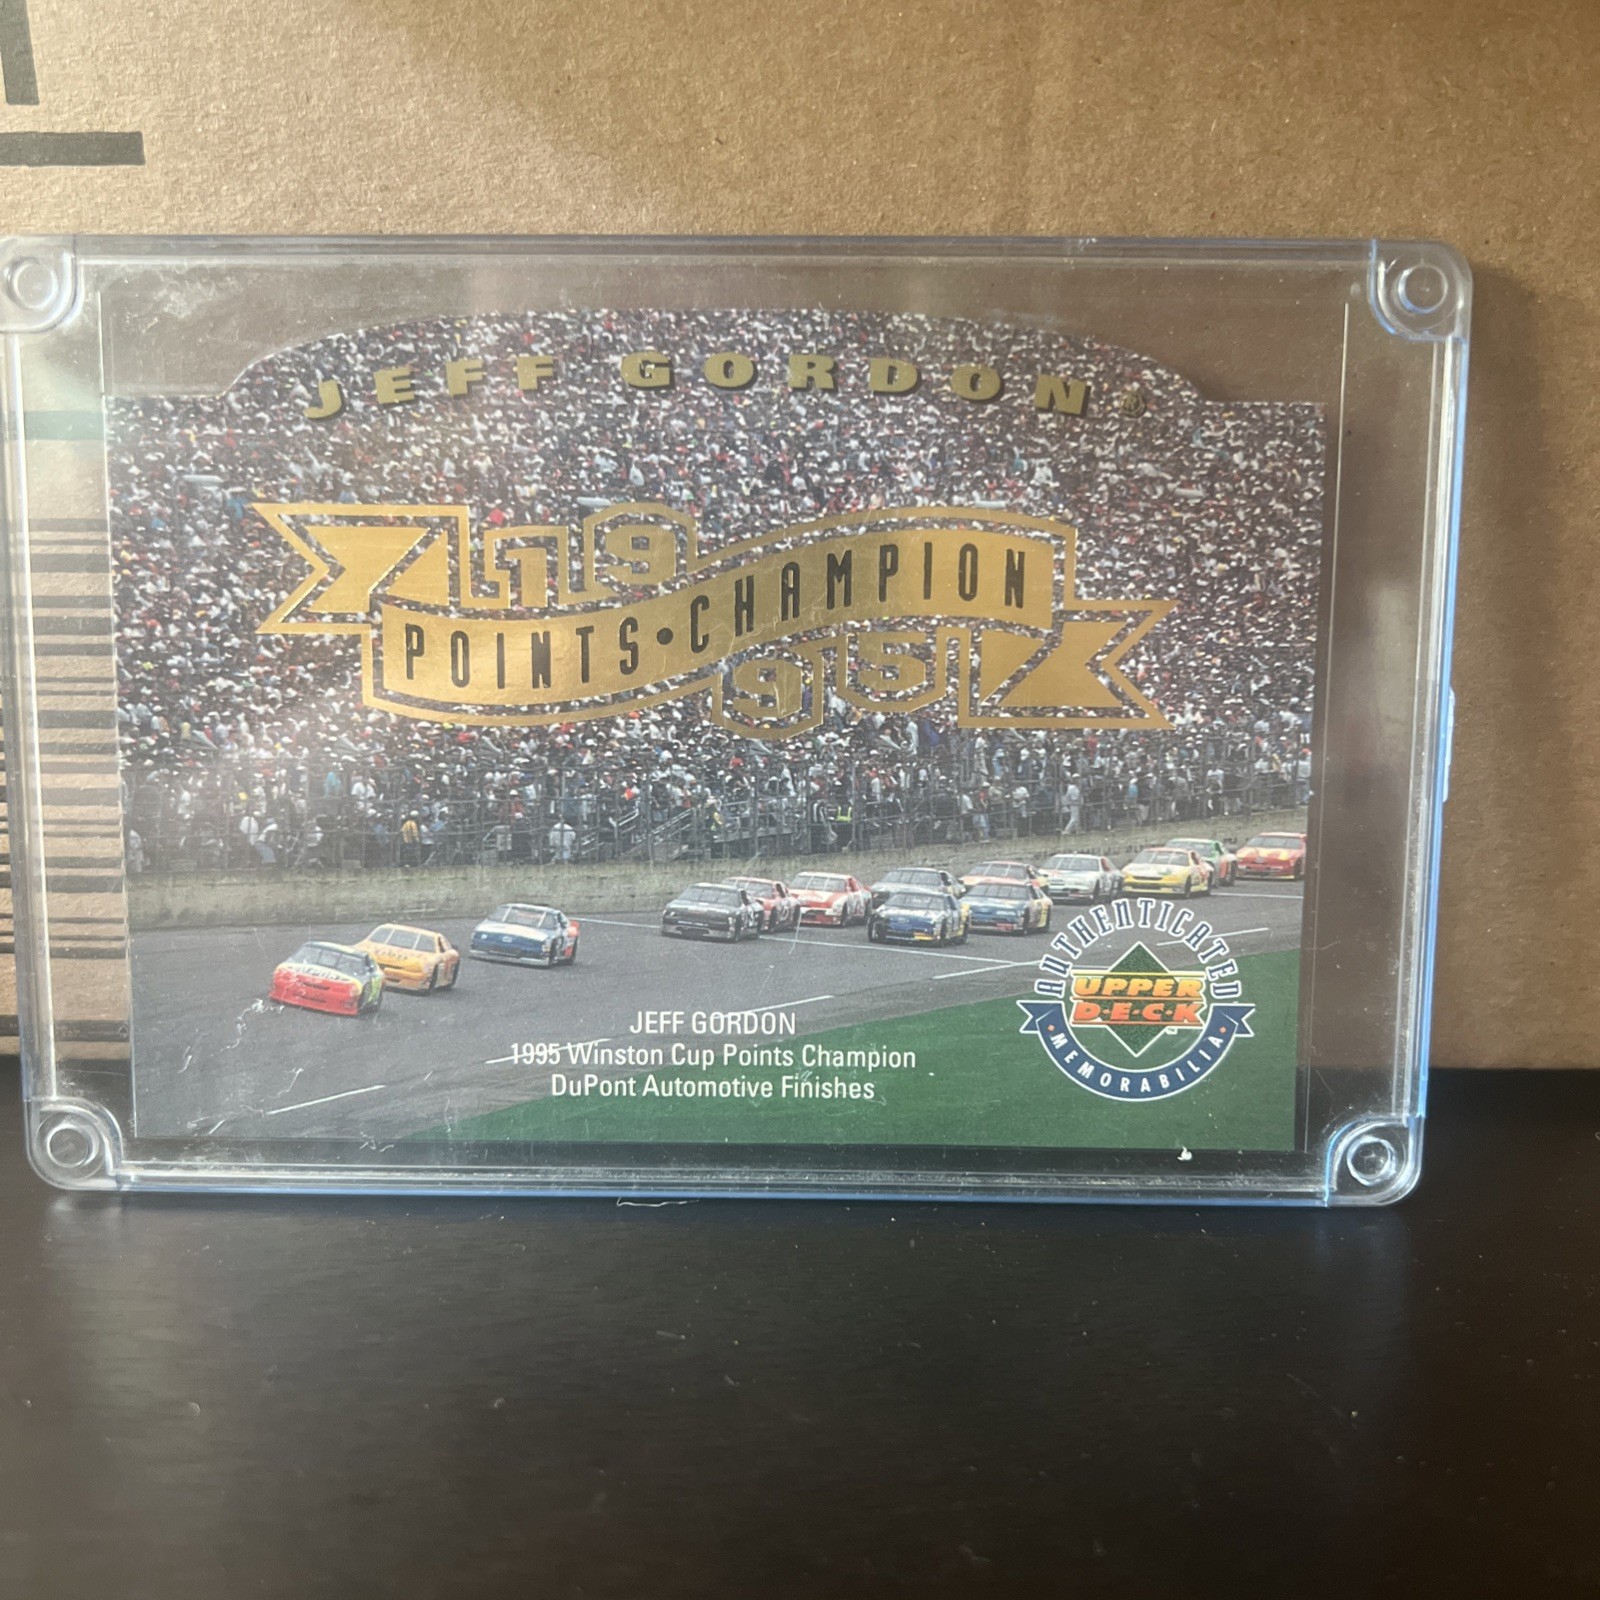 JEFF GORDON®
19
POINTS•CHAMPION
95
AUTHENTICATED
UPPER
D•E•C•K
•MEMORABILIA•
JEFF GORDON
1995 Winston Cup Points Champion
DuPont Automotive Finishes